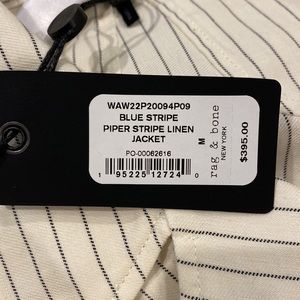 WAW22P20094P09
BLUE STRIPE
PIPER STRIPE LINEN
JACKET
PO-00062616
1 95225 12724 0
M
rag & bone
NEW YORK
$395.00